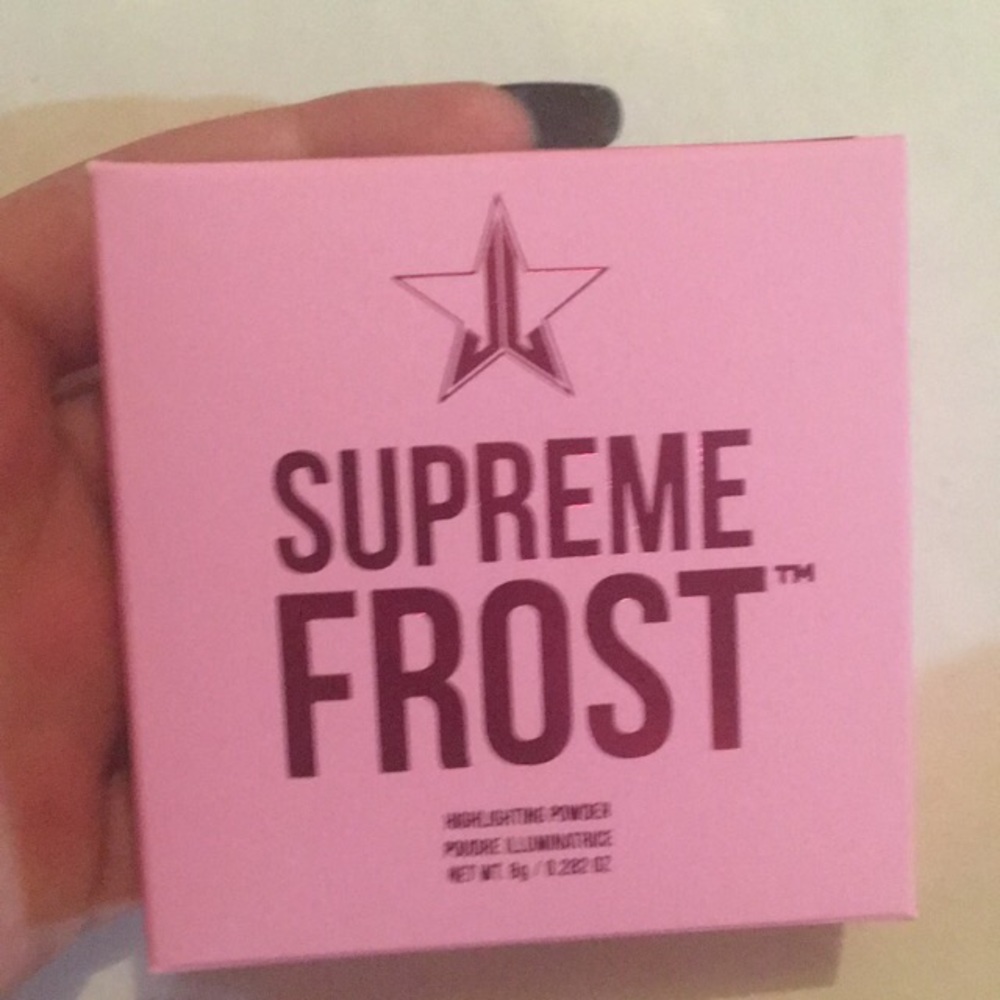 SUPREME
FROST™
HIGHLIGHTING POWDER
POUDRE ILLUMINATRICE
NET WT. 8g / 0.282 OZ